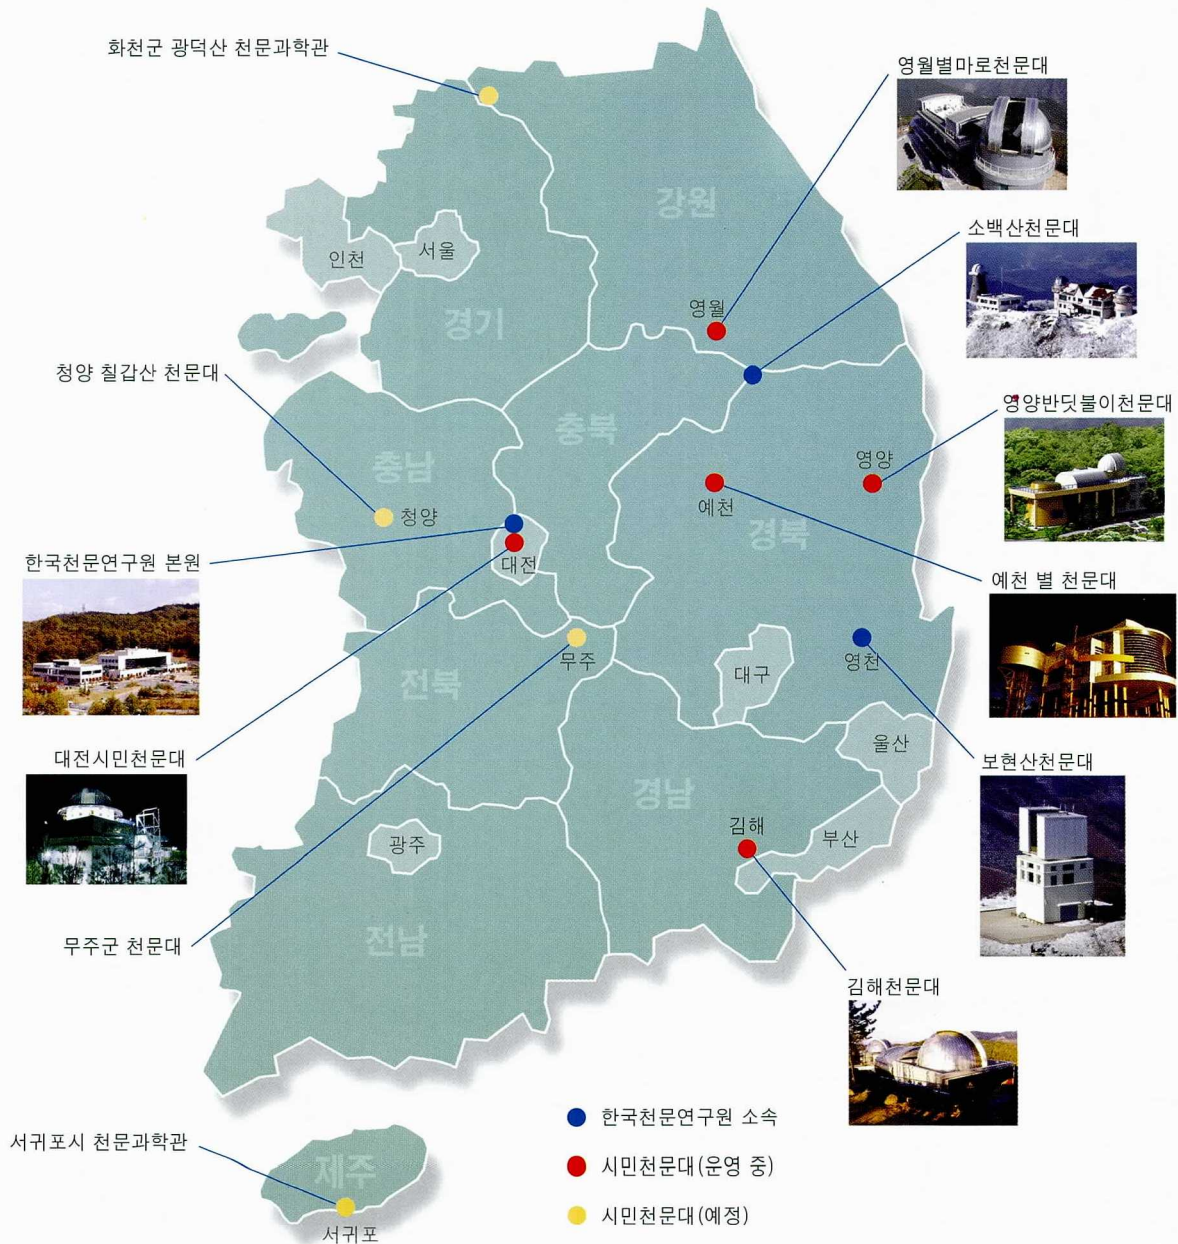 화천군 광덕산 천문과학관
영월별마로천문대
강원
소백산천문대
인천
서울
영월
경기
청양 칠갑산 천문대
영양반딧불이천문대
충북
충남
영양
예천
청양
경북
한국천문연구원 본원
대전
예천 별 천문대
무주
영천
대구
전북
울산
대전시민천문대
보현산천문대
경남
김해
부산
광주
전남
무주군 천문대
김해천문대
한국천문연구원 소속
서귀포시 천문과학관
제주
시민천문대(운영 중)
시민천문대(예정)
서귀포